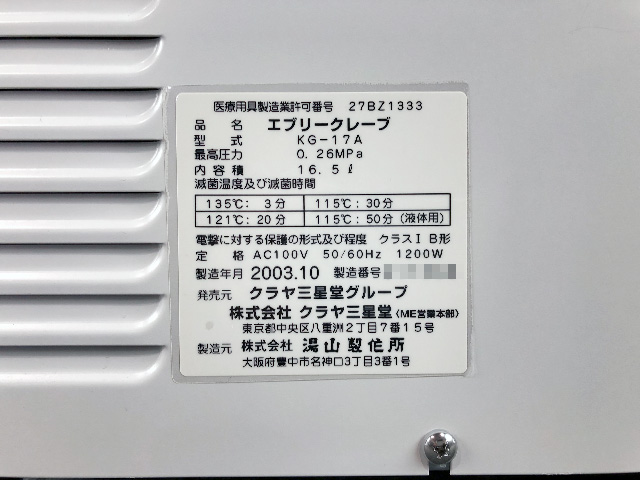 医療用具製造業許可番号 27BZ1333
品名 エブリークレーブ
型式 KG-17A
最高圧力 0.26MPa
内容積 16.5ℓ
滅菌温度及び滅菌時間
135℃: 3分 115℃:30分
121℃:20分 115℃:50分(液体用)
電撃に対する保護の形式及び程度 クラスI B形
定格 AC100V 50/60Hz 1200W
製造年月 2003.10 製造番号
発売元 クラヤ三星堂グループ
株式会社 クラヤ三星堂〈ME営業本部〉
東京都中央区八重洲2丁目7番15号
製造元 株式会社 湯山製作所
大阪府豊中市名神口3丁目3番1号